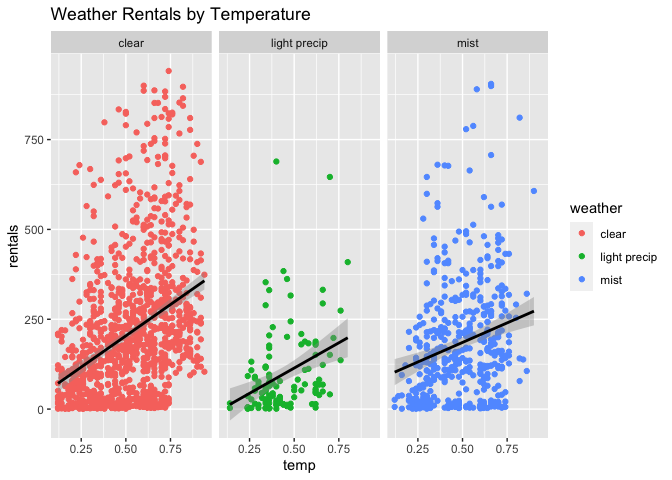 Weather Rentals by Temperature
clear
light precip
mist
750
500
250
0
rentals
0.25 0.50 0.75
0.25 0.50 0.75
0.25 0.50 0.75
temp
weather
clear
light precip
mist